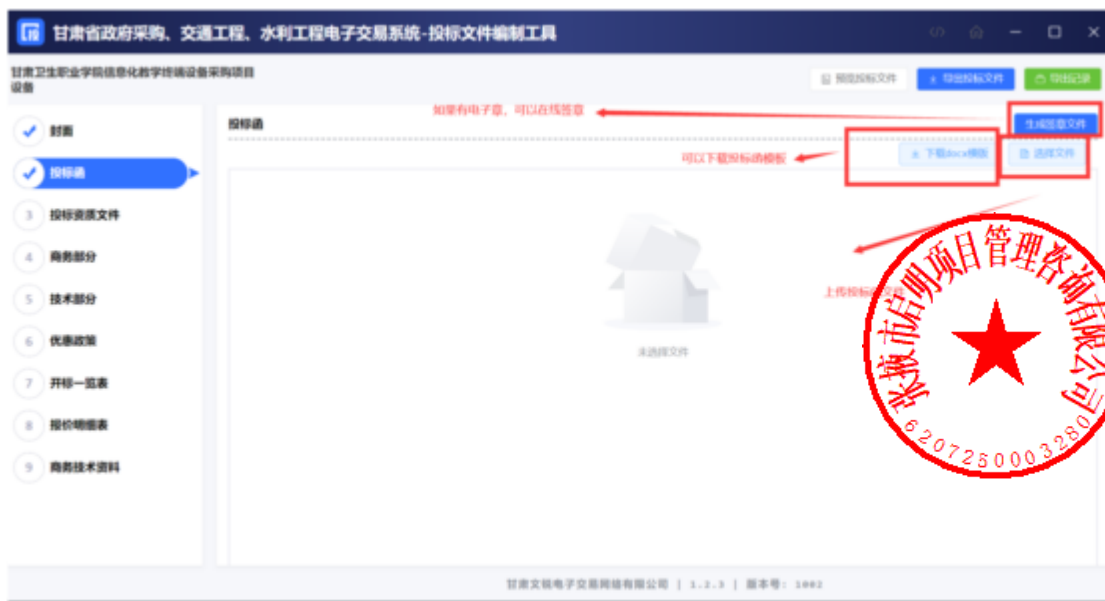 甘肃省政府采购、交通工程、水利工程电子交易系统-投标文件编制工具
甘肃卫生职业学院信息化教学终端设备采购项目
设备
预览投标文件
导出投标文件
导出记录
封面
如果有电子章，可以在线签章
投标函
生成签章文件
可以下载投标函模板
下载docx模板
选择文件
投标函
3 投标资质文件
4 商务部分
5 技术部分
上传投标函文件
6 优惠政策
未选择文件
7 开标一览表
8 报价明细表
9 商务技术资料
张掖市启明项目管理咨询有限公司
6207250003280
甘肃文锐电子交易网络有限公司 | 1.2.3 | 版本号: 1002